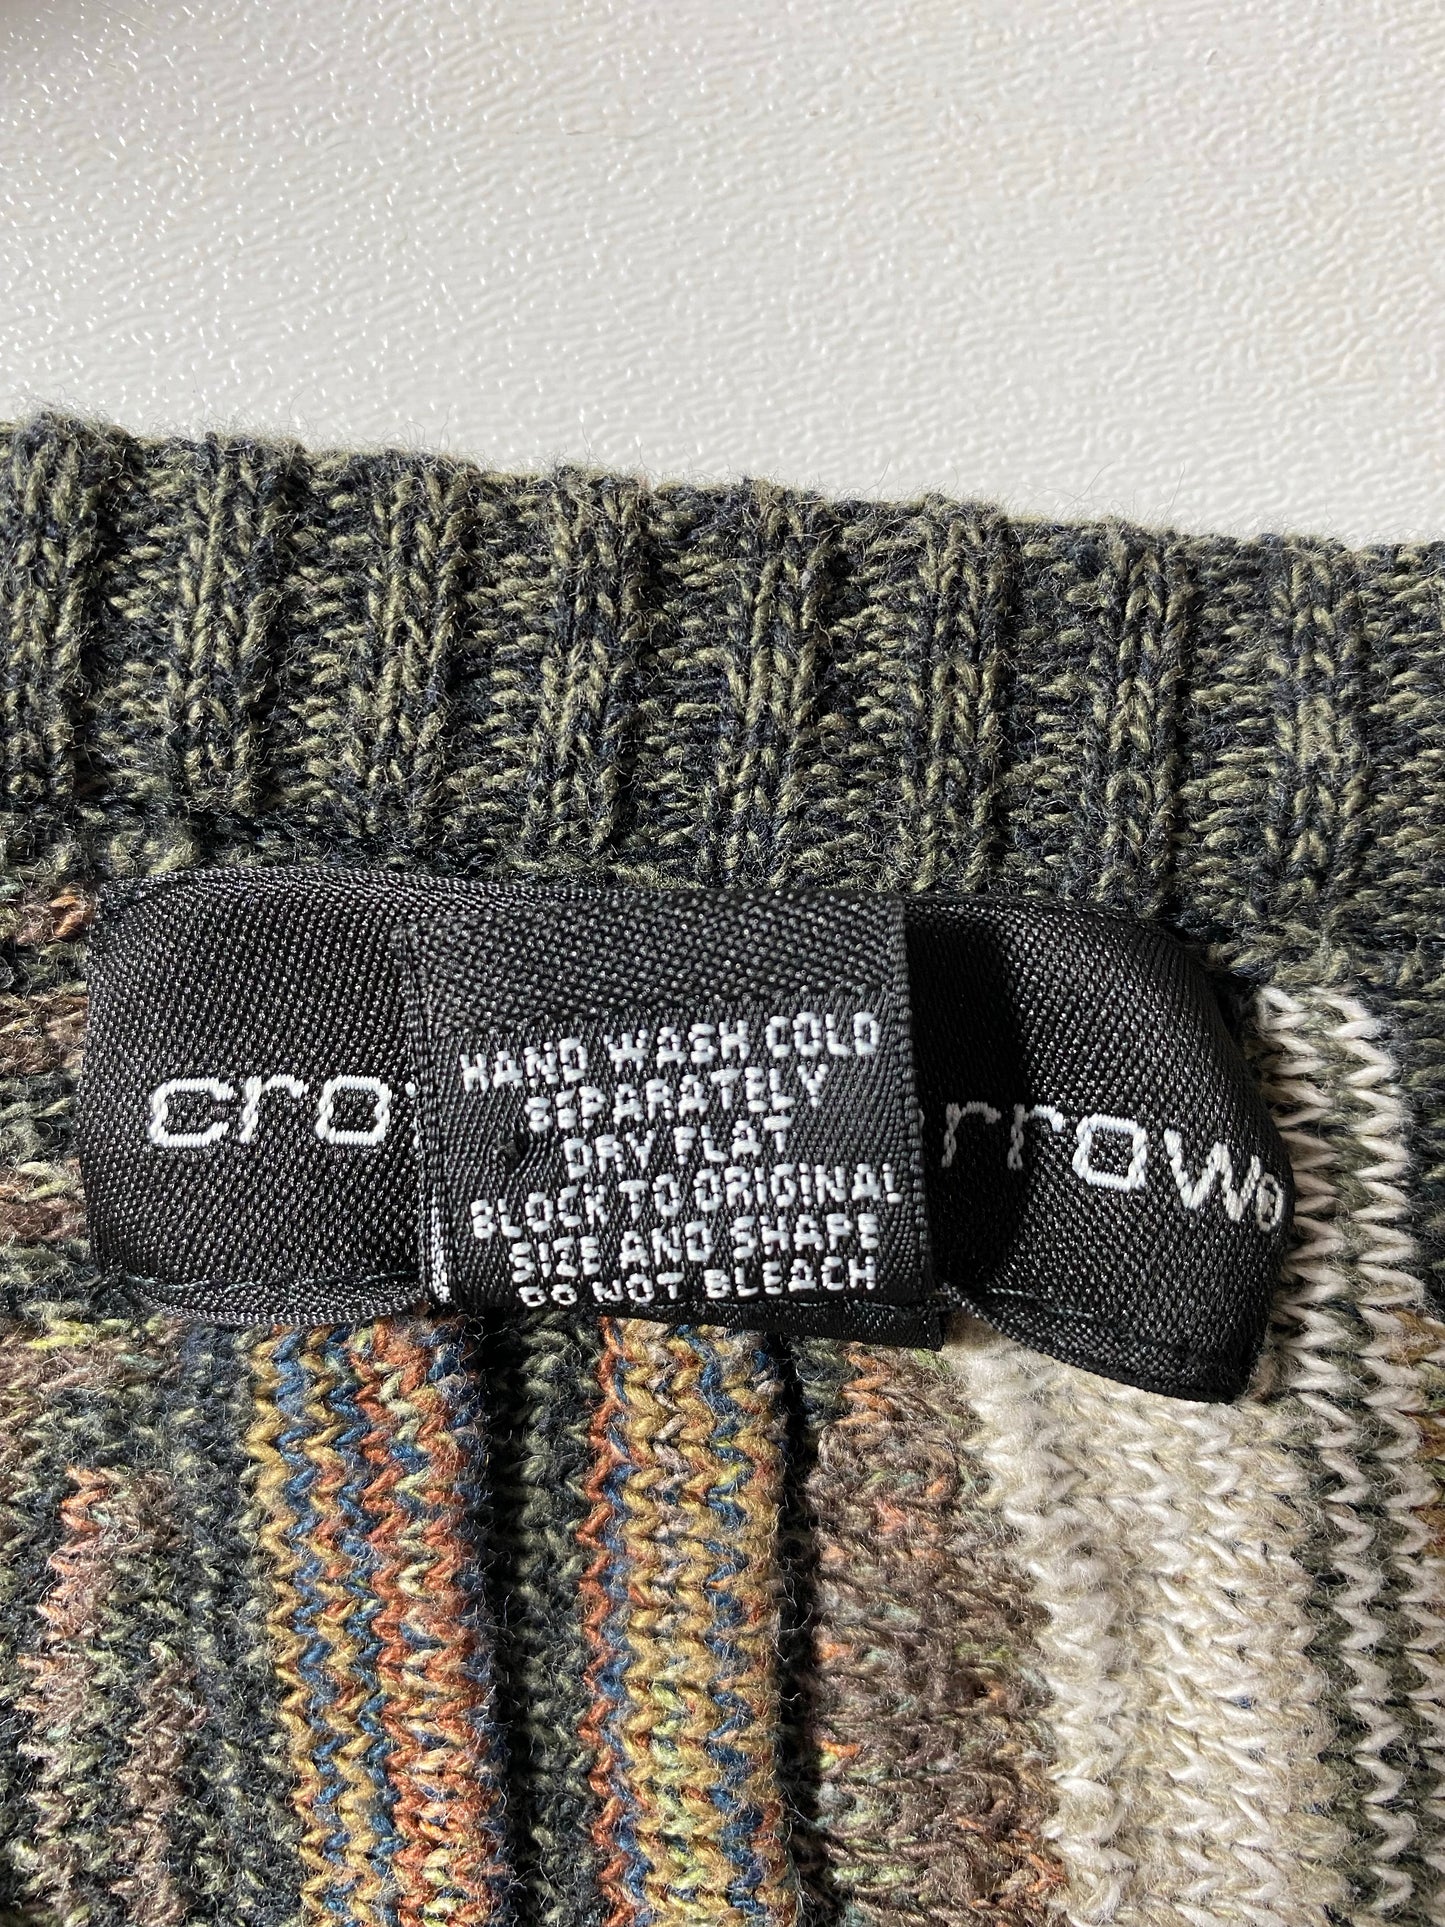 cro rrow®
HAND WASH COLD
SEPARATELY
DRY FLAT
BLOCK TO ORIGINAL
SIZE AND SHAPE
DO NOT BLEACH